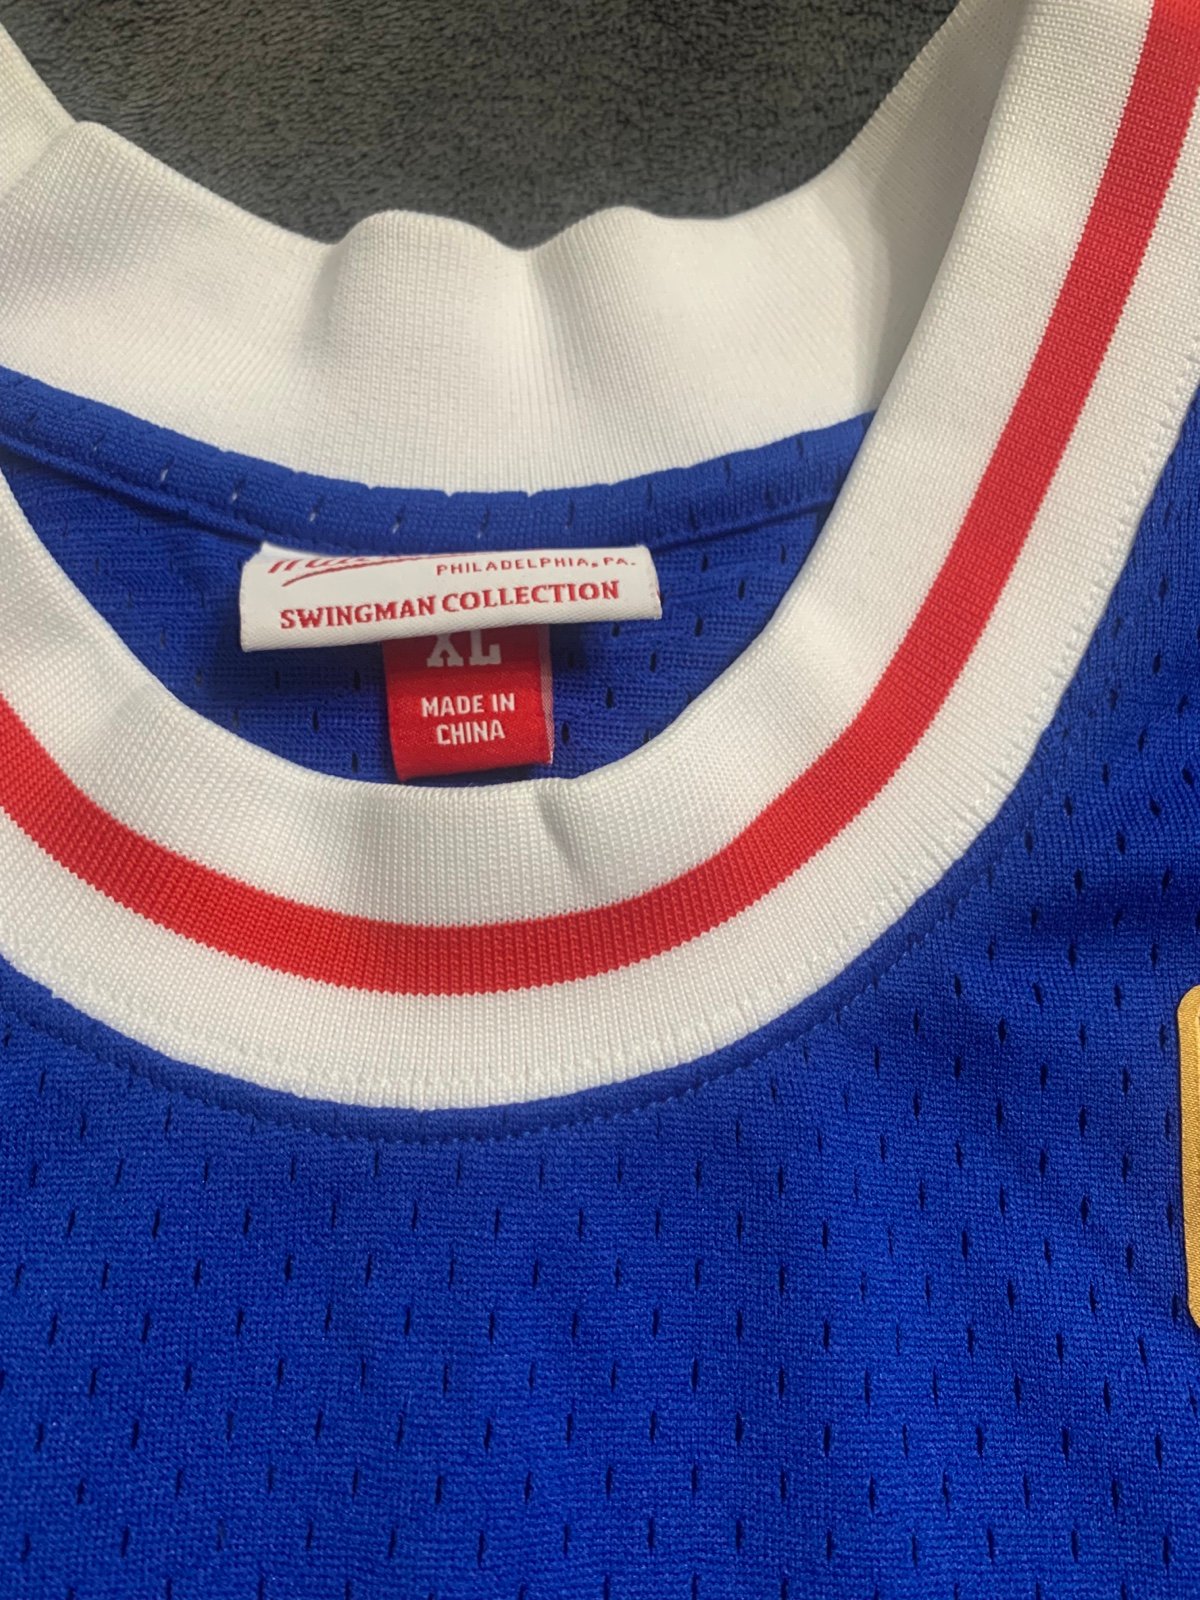 PHILADELPHIA, PA.
SWINGMAN COLLECTION
XL
MADE IN
CHINA